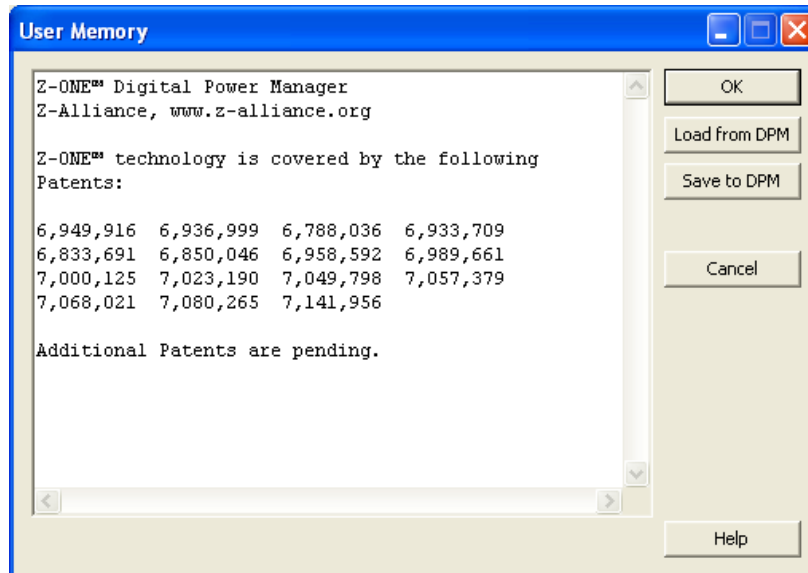 User Memory
Z-ONE™ Digital Power Manager
Z-Alliance, www.z-alliance.org
Z-ONE™ technology is covered by the following
Patents:
6,949,916 6,936,999 6,788,036 6,933,709
6,833,691 6,850,046 6,958,592 6,989,661
7,000,125 7,023,190 7,049,798 7,057,379
7,068,021 7,080,265 7,141,956
Additional Patents are pending.
OK
Load from DPM
Save to DPM
Cancel
Help